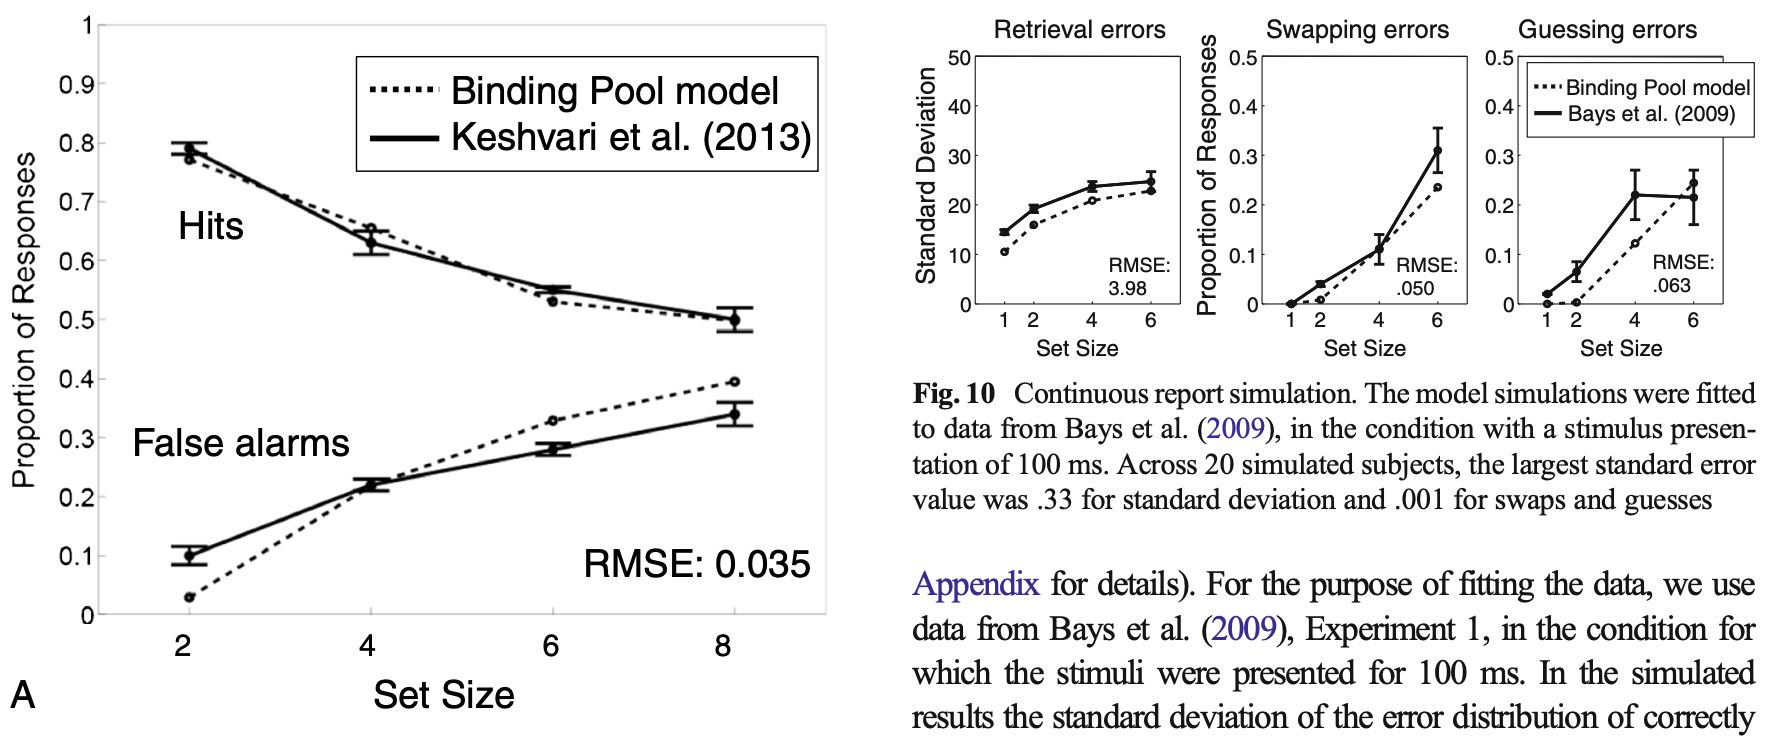 1
0.9
0.8
0.7
0.6
0.5
0.4
0.3
0.2
0.1
0
Proportion of Responses
Binding Pool model
Keshvari et al. (2013)
Hits
False alarms
RMSE: 0.035
2 4 6 8
Set Size
A
Retrieval errors
Standard Deviation
50
40
30
20
10
0
RMSE:
3.98
1 2 4 6
Set Size
Swapping errors
Proportion of Responses
0.5
0.4
0.3
0.2
0.1
0
RMSE:
.050
1 2 4 6
Set Size
Guessing errors
0.5
0.4
0.3
0.2
0.1
0
Binding Pool model
Bays et al. (2009)
RMSE:
.063
1 2 4 6
Set Size
Fig. 10 Continuous report simulation. The model simulations were fitted
to data from Bays et al. (2009), in the condition with a stimulus presen-
tation of 100 ms. Across 20 simulated subjects, the largest standard error
value was .33 for standard deviation and .001 for swaps and guesses
Appendix for details). For the purpose of fitting the data, we use
data from Bays et al. (2009), Experiment 1, in the condition for
which the stimuli were presented for 100 ms. In the simulated
results the standard deviation of the error distribution of correctly